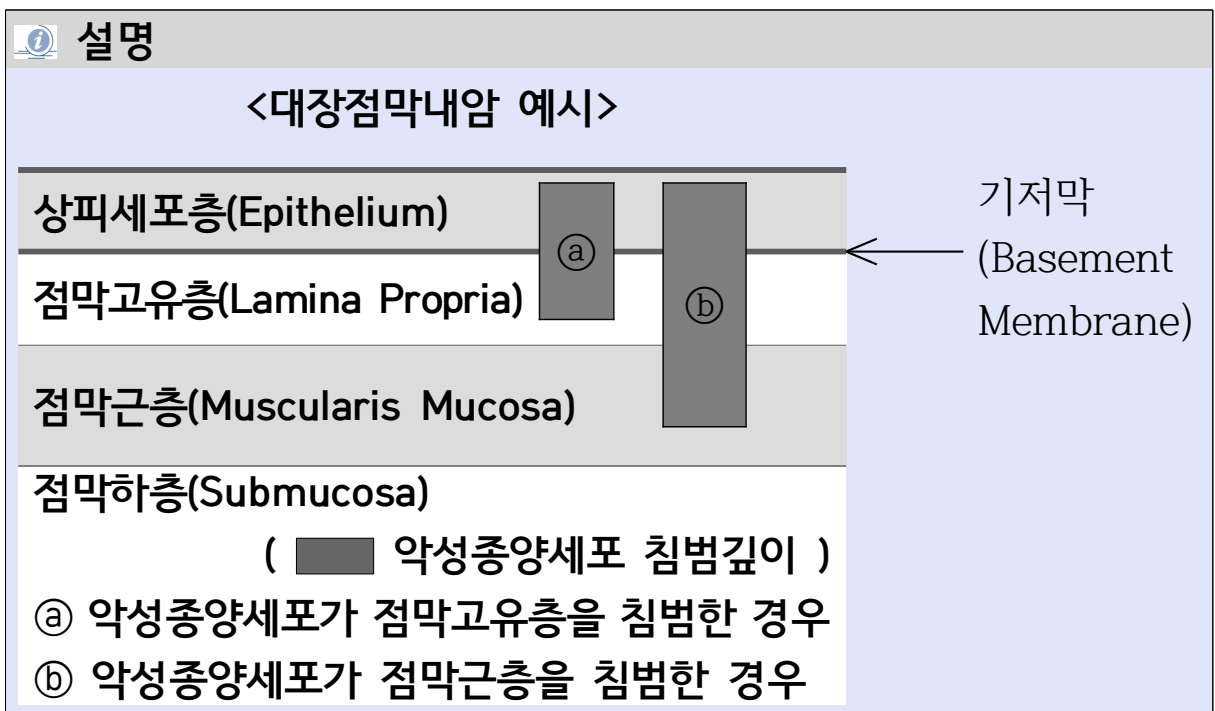 설명
<대장점막내암 예시>
상피세포층(Epithelium)
ⓐ
기저막
(Basement
Membrane)
점막고유층(Lamina Propria)
ⓑ
점막근층(Muscularis Mucosa)
점막하층(Submucosa)
( 악성종양세포 침범깊이 )
ⓐ 악성종양세포가 점막고유층을 침범한 경우
ⓑ 악성종양세포가 점막근층을 침범한 경우